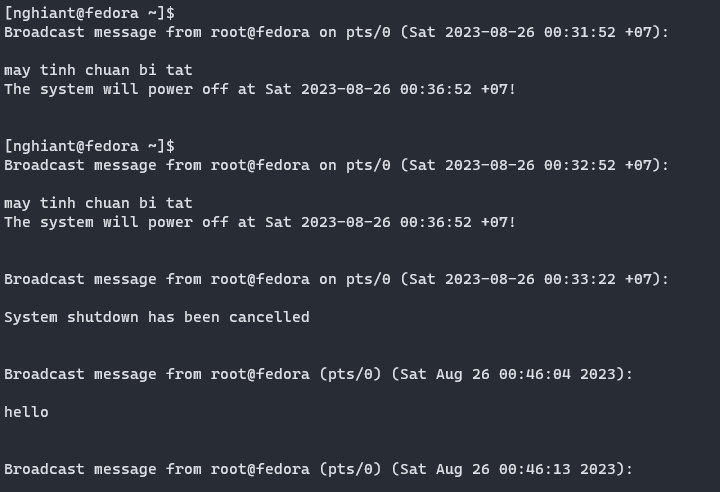 [nghiant@fedora ~]$
Broadcast message from root@fedora on pts/0 (Sat 2023-08-26 00:31:52 +07):
may tinh chuan bi tat
The system will power off at Sat 2023-08-26 00:36:52 +07!
[nghiant@fedora ~]$
Broadcast message from root@fedora on pts/0 (Sat 2023-08-26 00:32:52 +07):
may tinh chuan bi tat
The system will power off at Sat 2023-08-26 00:36:52 +07!
Broadcast message from root@fedora on pts/0 (Sat 2023-08-26 00:33:22 +07):
System shutdown has been cancelled
Broadcast message from root@fedora (pts/0) (Sat Aug 26 00:46:04 2023):
hello
Broadcast message from root@fedora (pts/0) (Sat Aug 26 00:46:13 2023):